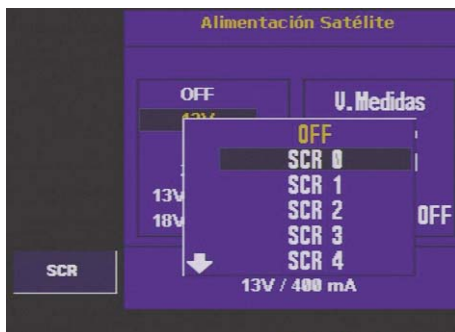 Alimentación Satélite
OFF
V.Medidas
13V
OFF
SCR 0
SCR 1
13V
SCR 2
18V
OFF
SCR 3
SCR
SCR 4
13V / 400 mA